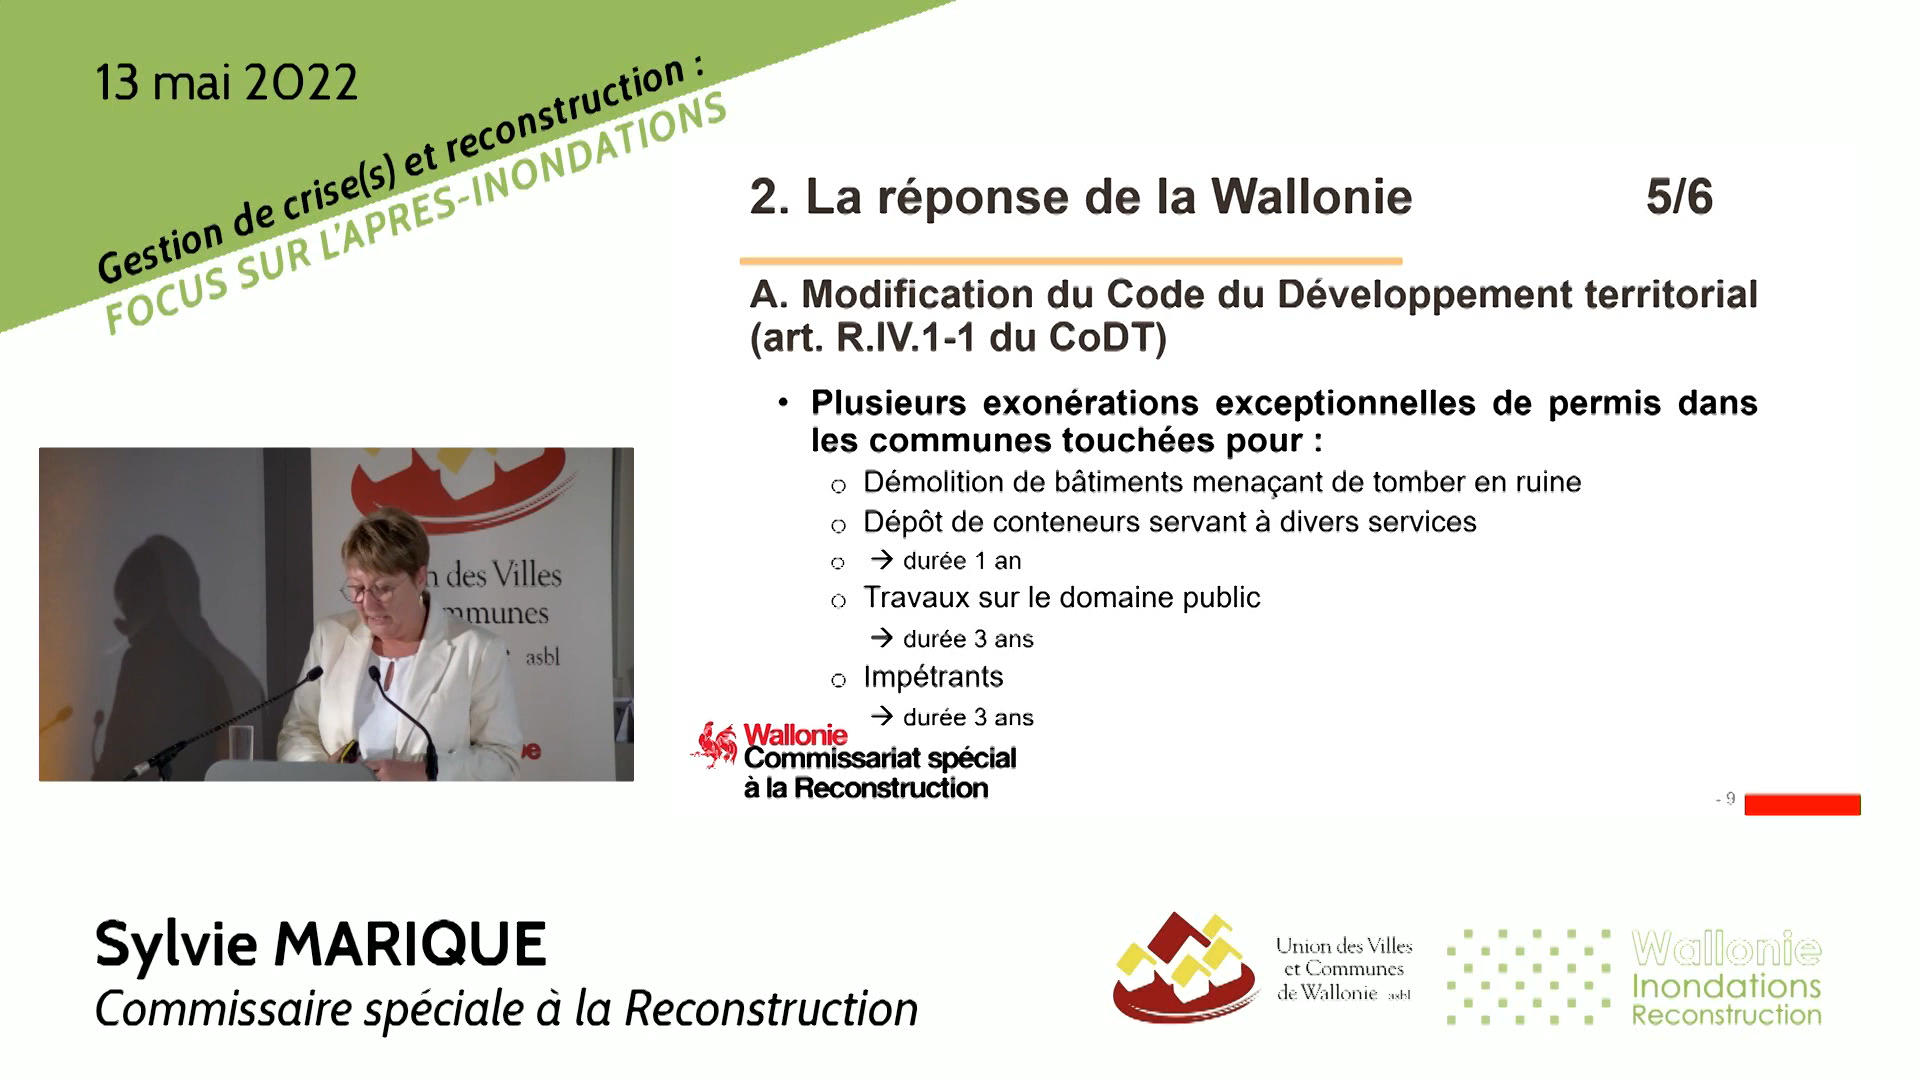 13 mai 2022
Gestion de crise(s) et reconstruction :
FOCUS SUR L'APRES-INONDATIONS
2. La réponse de la Wallonie 5/6
A. Modification du Code du Développement territorial
(art. R.IV.1-1 du CoDT)
• Plusieurs exonérations exceptionnelles de permis dans
les communes touchées pour :
o Démolition de bâtiments menaçant de tomber en ruine
o Dépôt de conteneurs servant à divers services
o → durée 1 an
o Travaux sur le domaine public
→ durée 3 ans
o Impétrants
→ durée 3 ans
Wallonie
Commissariat spécial
à la Reconstruction
- 9
n des Villes
mmunes
asbl
Sylvie MARIQUE
Commissaire spéciale à la Reconstruction
Union des Villes
et Communes
de Wallonie asbl
Wallonie
Inondations
Reconstruction